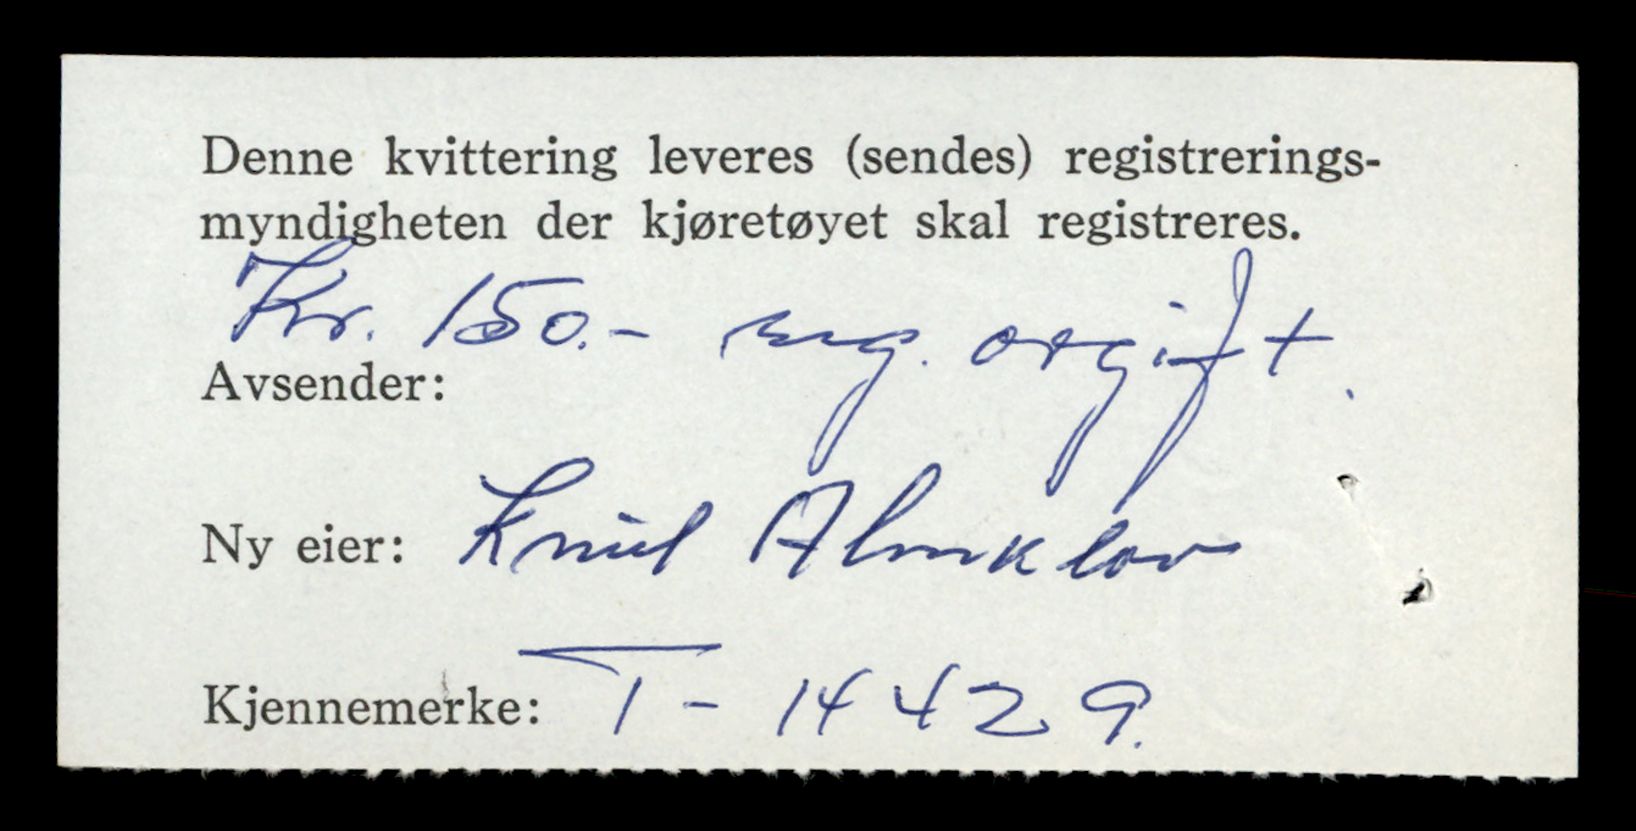 Denne kvittering leveres (sendes) registrerings-
myndigheten der kjøretøyet skal registreres.
Kr. 150.- reg. avgift.
Avsender:
Ny eier: Knut Almklov
Kjennemerke: T-14429.